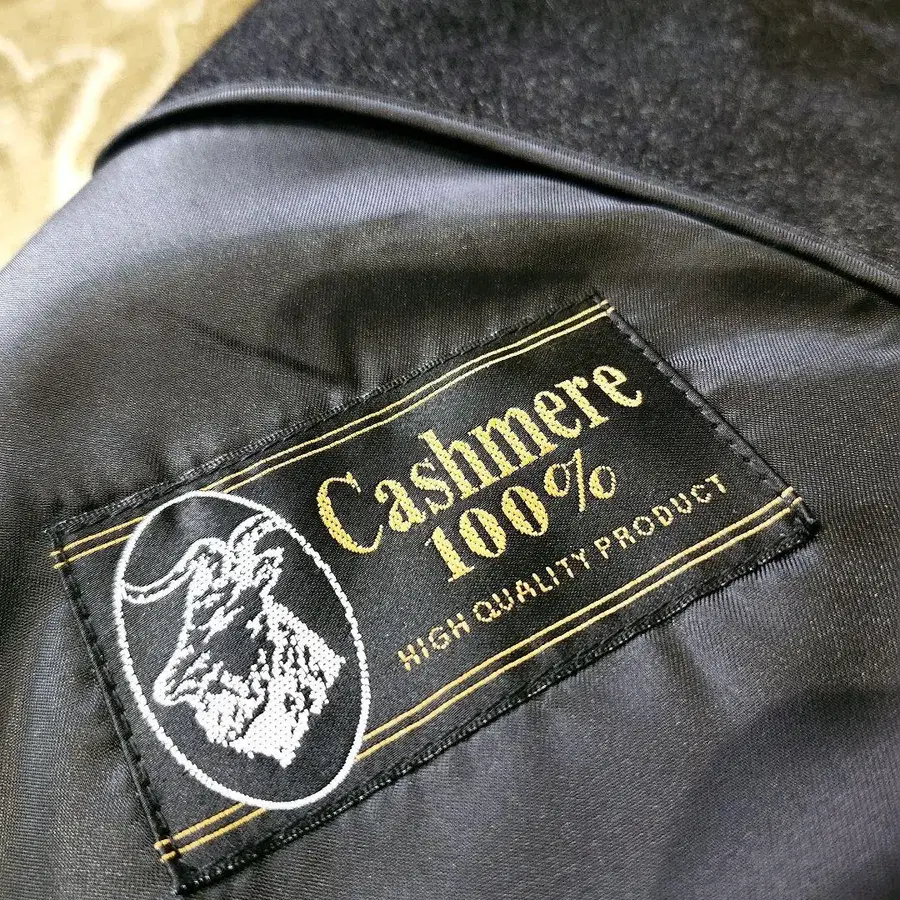 Cashmere
100%
HIGH QUALITY PRODUCT